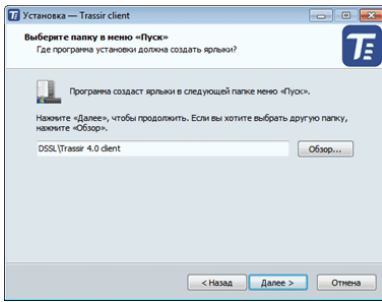 Установка — Trassir client
Выберите папку в меню «Пуск»
Где программа установки должна создать ярлыки?
Программа создаст ярлыки в следующей папке меню «Пуск».
Нажмите «Далее», чтобы продолжить. Если вы хотите выбрать другую папку,
нажмите «Обзор».
DSSL\Trassir 4.0 client
Обзор...
< Назад
Далее >
Отмена